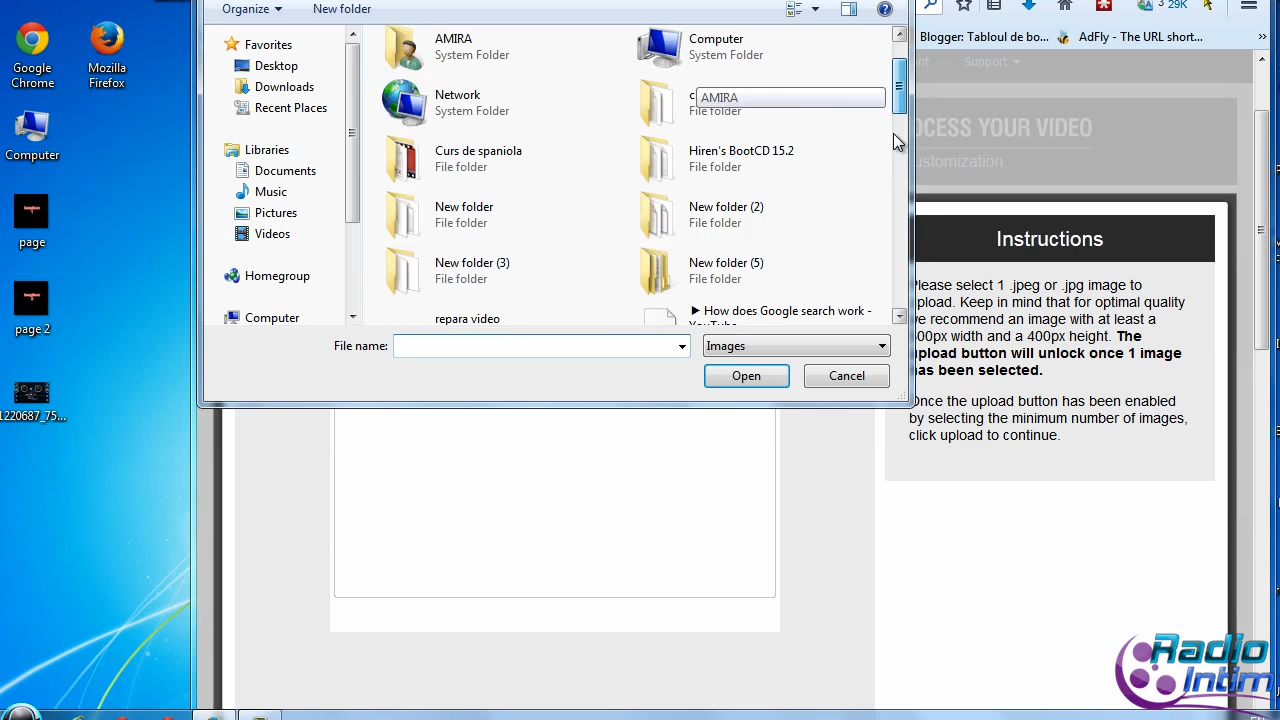 Organize
New folder
3 29K
Blogger: Tabloul de bo...
AdFly - The URL short...
»
Google
Chrome
Mozilla
Firefox
Computer
page
page 2
1220687_75...
Favorites
Desktop
Downloads
Recent Places
Libraries
Documents
Music
Pictures
Videos
Homegroup
Computer
AMIRA
System Folder
Computer
System Folder
Network
System Folder
AMIRA
File folder
Curs de spaniola
File folder
Hiren's BootCD 15.2
File folder
New folder
File folder
New folder (2)
File folder
New folder (3)
File folder
New folder (5)
File folder
repara video
▶ How does Google search work -
YouTube
File name:
Images
Open
Cancel
Support
OCESS YOUR VIDEO
ustomization.
Instructions
Please select 1 .jpeg or .jpg image to
upload. Keep in mind that for optimal quality
we recommend an image with at least a
00px width and a 400px height. The
upload button will unlock once 1 image
has been selected.
Once the upload button has been enabled
by selecting the minimum number of images,
click upload to continue.
Radio
Intim